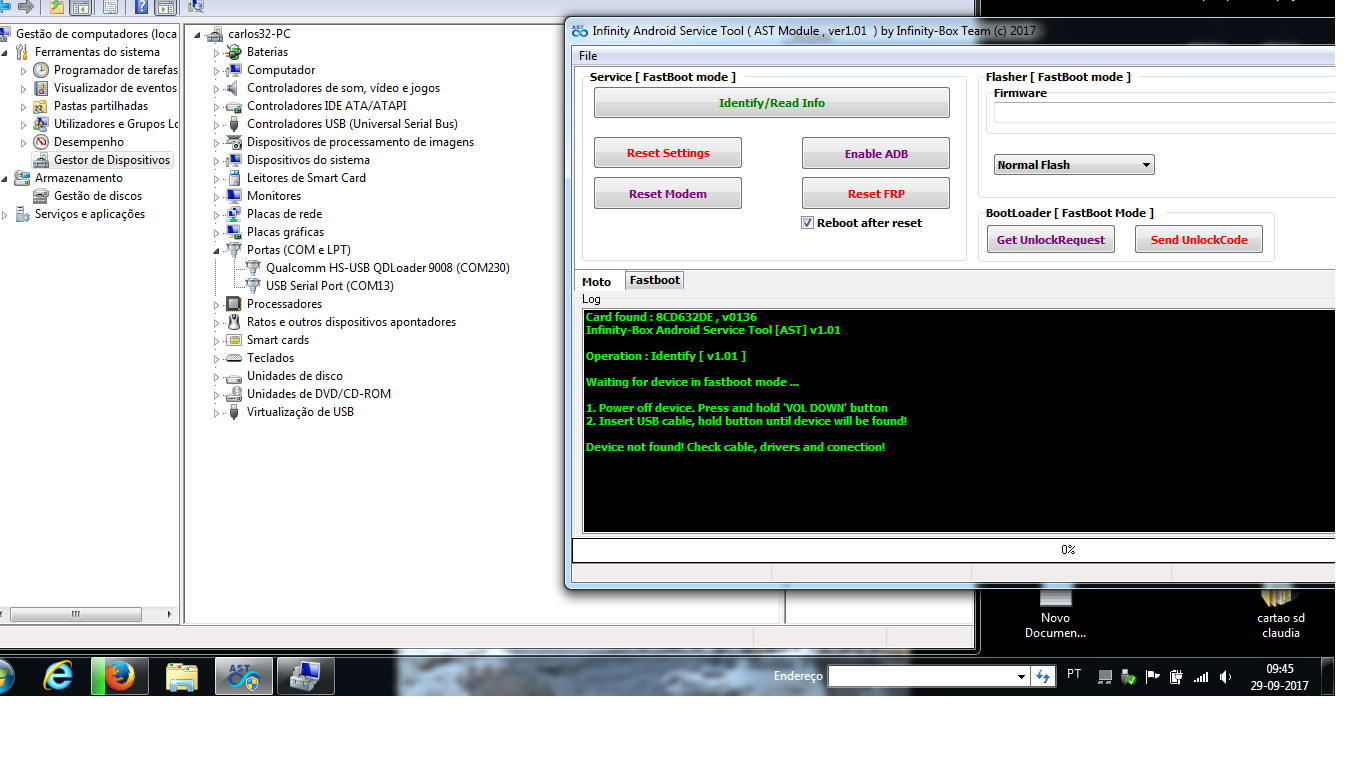 Gestão de computadores (loca
Ferramentas do sistema
Programador de tarefas
Visualizador de eventos
Pastas partilhadas
Utilizadores e Grupos Lo
Desempenho
Gestor de Dispositivos
Armazenamento
Gestão de discos
Serviços e aplicações
carlos32-PC
Baterias
Computador
Controladores de som, vídeo e jogos
Controladores IDE ATA/ATAPI
Controladores USB (Universal Serial Bus)
Dispositivos de processamento de imagens
Dispositivos do sistema
Leitores de Smart Card
Monitores
Placas de rede
Placas gráficas
Portas (COM e LPT)
Qualcomm HS-USB QDLoader 9008 (COM230)
USB Serial Port (COM13)
Processadores
Ratos e outros dispositivos apontadores
Smart cards
Teclados
Unidades de disco
Unidades de DVD/CD-ROM
Virtualização de USB
Infinity Android Service Tool ( AST Module , ver1.01 ) by Infinity-Box Team (c) 2017
File
Service [ FastBoot mode ]
Identify/Read Info
Reset Settings
Enable ADB
Reset Modem
Reset FRP
Reboot after reset
Flasher [ FastBoot mode ]
Firmware
Normal Flash
BootLoader [ FastBoot Mode ]
Get UnlockRequest
Send UnlockCode
Moto
Fastboot
Log
Card found : 8CD632DE , v0136
Infinity-Box Android Service Tool [AST] v1.01
Operation : Identify [ v1.01 ]
Waiting for device in fastboot mode ...
1. Power off device. Press and hold 'VOL DOWN' button
2. Insert USB cable, hold button until device will be found!
Device not found! Check cable, drivers and conection!
0%
Novo
Documen...
cartao sd
claudia
AST
Endereço
PT
09:45
29-09-2017